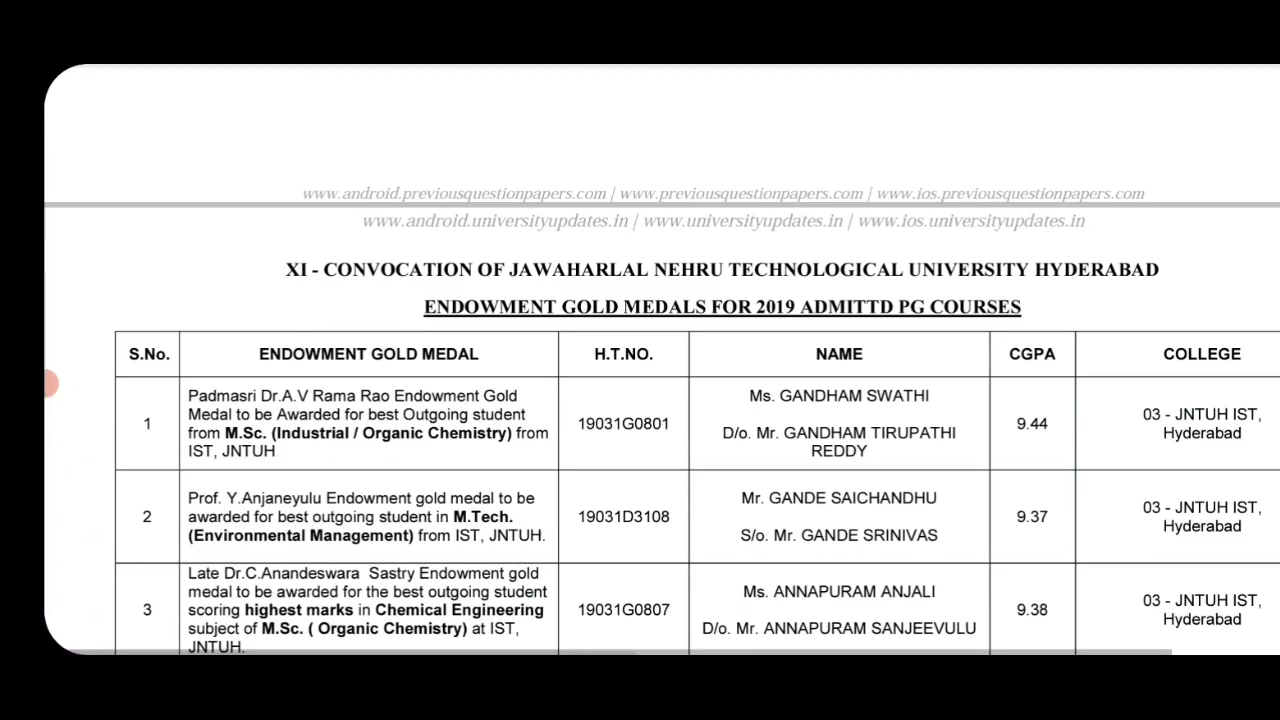 www.android.previousquestionpapers.com | www.previousquestionpapers.com | www.ios.previousquestionpapers.com
www.android.universityupdates.in | www.universityupdates.in | www.ios.universityupdates.in
XI - CONVOCATION OF JAWAHARLAL NEHRU TECHNOLOGICAL UNIVERSITY HYDERABAD
ENDOWMENT GOLD MEDALS FOR 2019 ADMITTD PG COURSES
S.No. ENDOWMENT GOLD MEDAL H.T.NO. NAME CGPA COLLEGE
1
Padmasri Dr.A.V Rama Rao Endowment Gold
Medal to be Awarded for best Outgoing student
from M.Sc. (Industrial / Organic Chemistry) from
IST, JNTUH
19031G0801
Ms. GANDHAM SWATHI
D/o. Mr. GANDHAM TIRUPATHI
REDDY
9.44
03 - JNTUH IST,
Hyderabad
2
Prof. Y.Anjaneyulu Endowment gold medal to be
awarded for best outgoing student in M.Tech.
(Environmental Management) from IST, JNTUH.
19031D3108
Mr. GANDE SAICHANDHU
S/o. Mr. GANDE SRINIVAS
9.37
03 - JNTUH IST,
Hyderabad
3
Late Dr.C.Anandeswara Sastry Endowment gold
medal to be awarded for the best outgoing student
scoring highest marks in Chemical Engineering
subject of M.Sc. ( Organic Chemistry) at IST,
JNTUH.
19031G0807
Ms. ANNAPURAM ANJALI
D/o. Mr. ANNAPURAM SANJEEVULU
9.38
03 - JNTUH IST,
Hyderabad